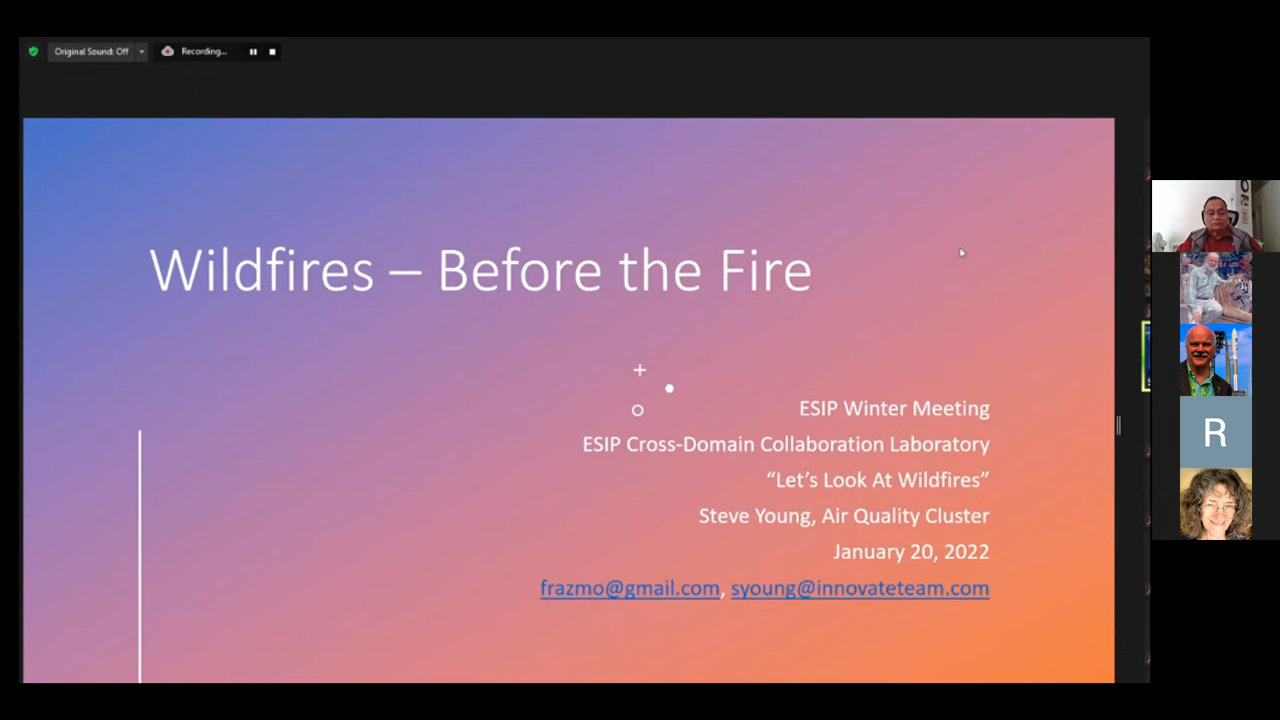 Original Sound: Off
Recording...
Wildfires – Before the Fire
ESIP Winter Meeting
ESIP Cross-Domain Collaboration Laboratory
“Let’s Look At Wildfires”
Steve Young, Air Quality Cluster
January 20, 2022
frazmo@gmail.com, syoung@innovateteam.com
R